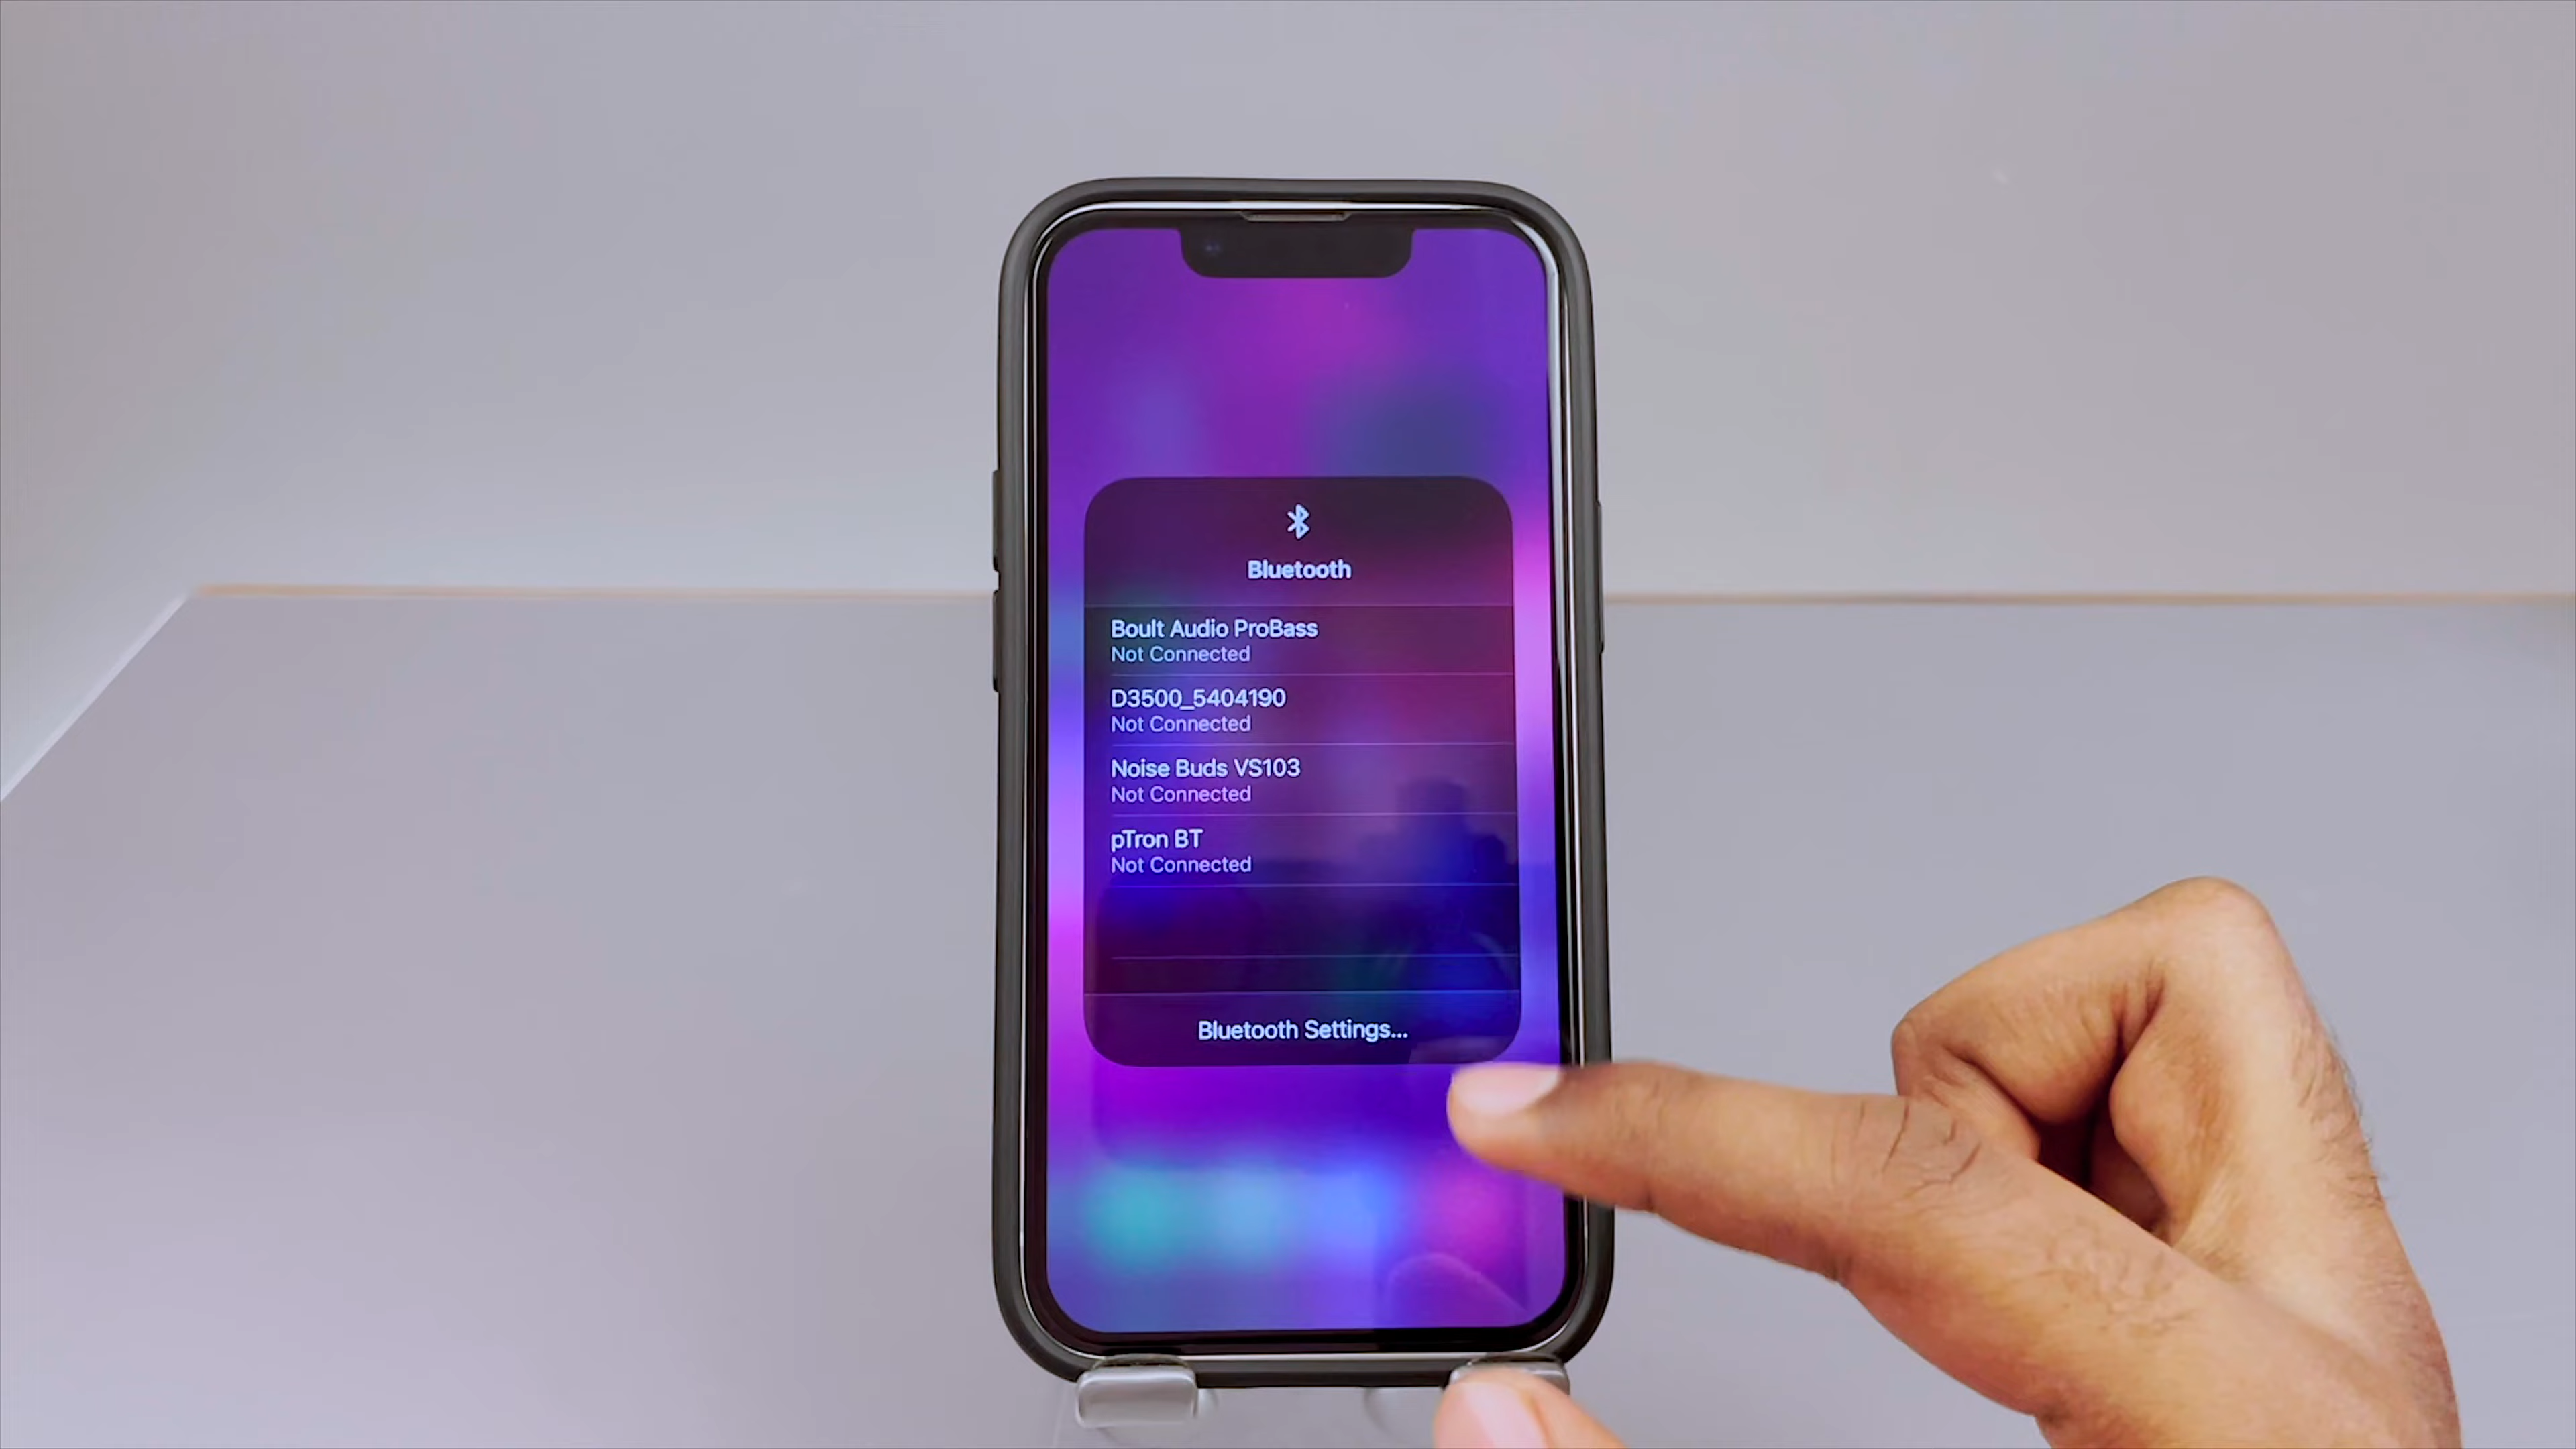 Bluetooth
Boult Audio ProBass
Not Connected
D3500_5404190
Not Connected
Noise Buds VS103
Not Connected
pTron BT
Not Connected
Bluetooth Settings...